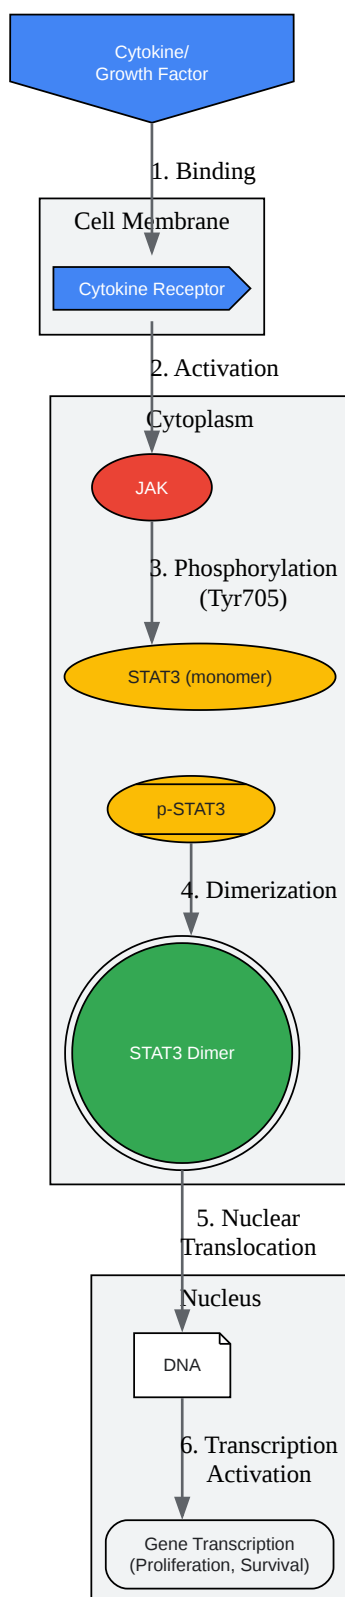 Cytokine/
Growth Factor
1. Binding
Cell Membrane
Cytokine Receptor
2. Activation
Cytoplasm
JAK
3. Phosphorylation
(Tyr705)
STAT3 (monomer)
p-STAT3
4. Dimerization
STAT3 Dimer
5. Nuclear
Translocation
Nucleus
DNA
6. Transcription
Activation
Gene Transcription
(Proliferation, Survival)